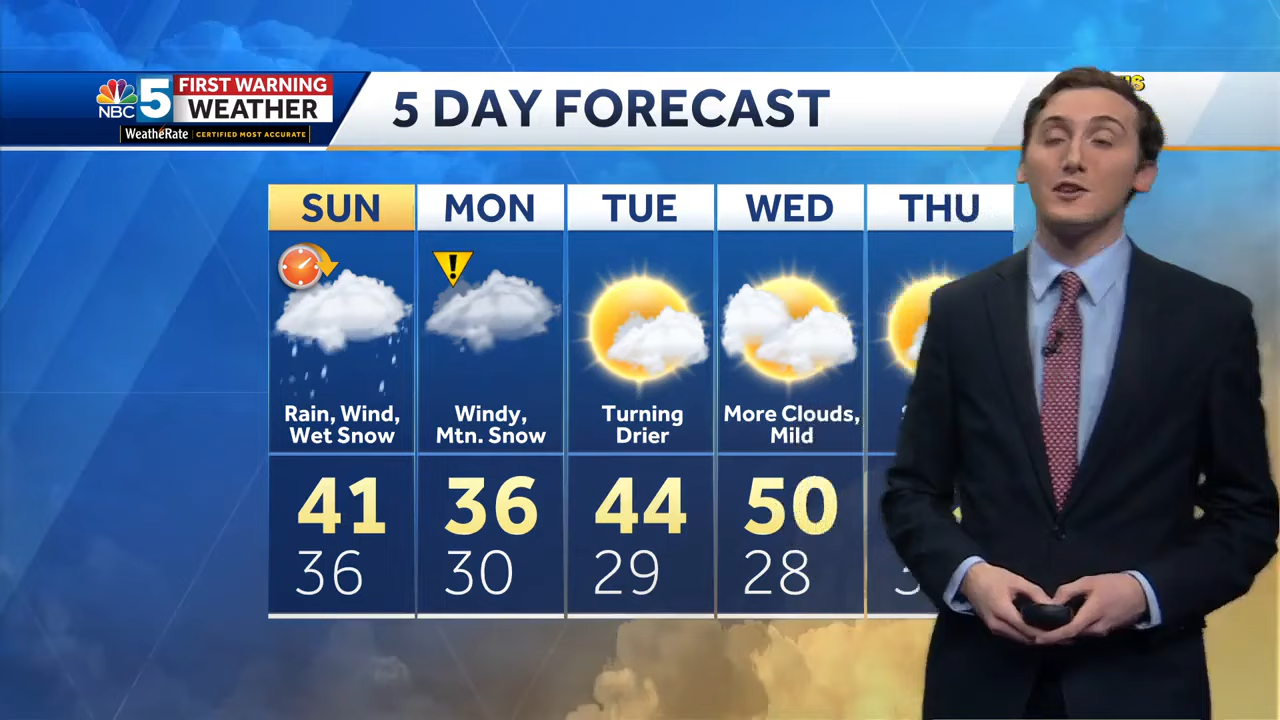 NBC 5 FIRST WARNING
WEATHER
WeatheRate CERTIFIED MOST ACCURATE
5 DAY FORECAST
SUN MON TUE WED THU
!
Rain, Wind,
Wet Snow
Windy,
Mtn. Snow
Turning
Drier
More Clouds,
Mild
41 36 44 50
36 30 29 28